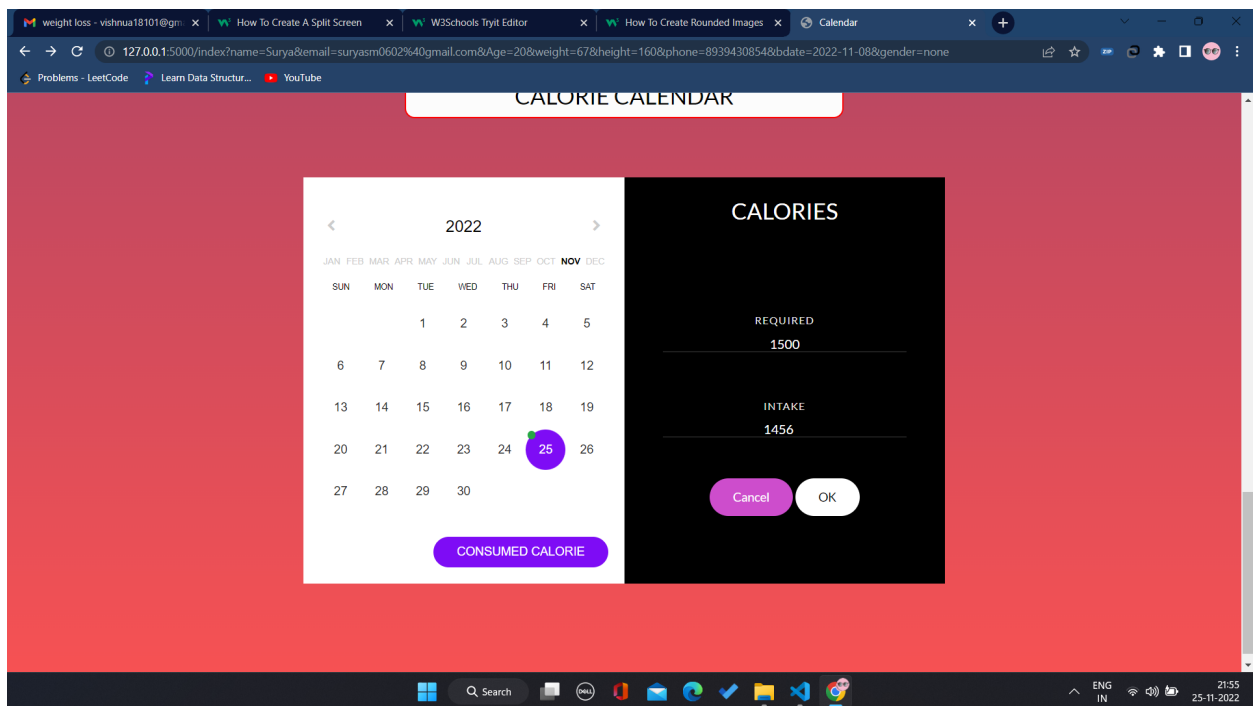 weight loss - vishnua18101@gm
How To Create A Split Screen
W3Schools Tryit Editor
How To Create Rounded Images
Calendar
127.0.0.1:5000/index?name=Surya&email=suryasm0602%40gmail.com&Age=20&weight=67&height=160&phone=8939430854&bdate=2022-11-08&gender=none
Problems - LeetCode
Learn Data Structur...
YouTube
CALORIE CALENDAR
2022
JAN FEB MAR APR MAY JUN JUL AUG SEP OCT NOV DEC
SUN MON TUE WED THU FRI SAT
1 2 3 4 5
6 7 8 9 10 11 12
13 14 15 16 17 18 19
20 21 22 23 24 25 26
27 28 29 30
CONSUMED CALORIE
CALORIES
REQUIRED
1500
INTAKE
1456
Cancel OK
Search
DELL
ENG
IN
21:55
25-11-2022